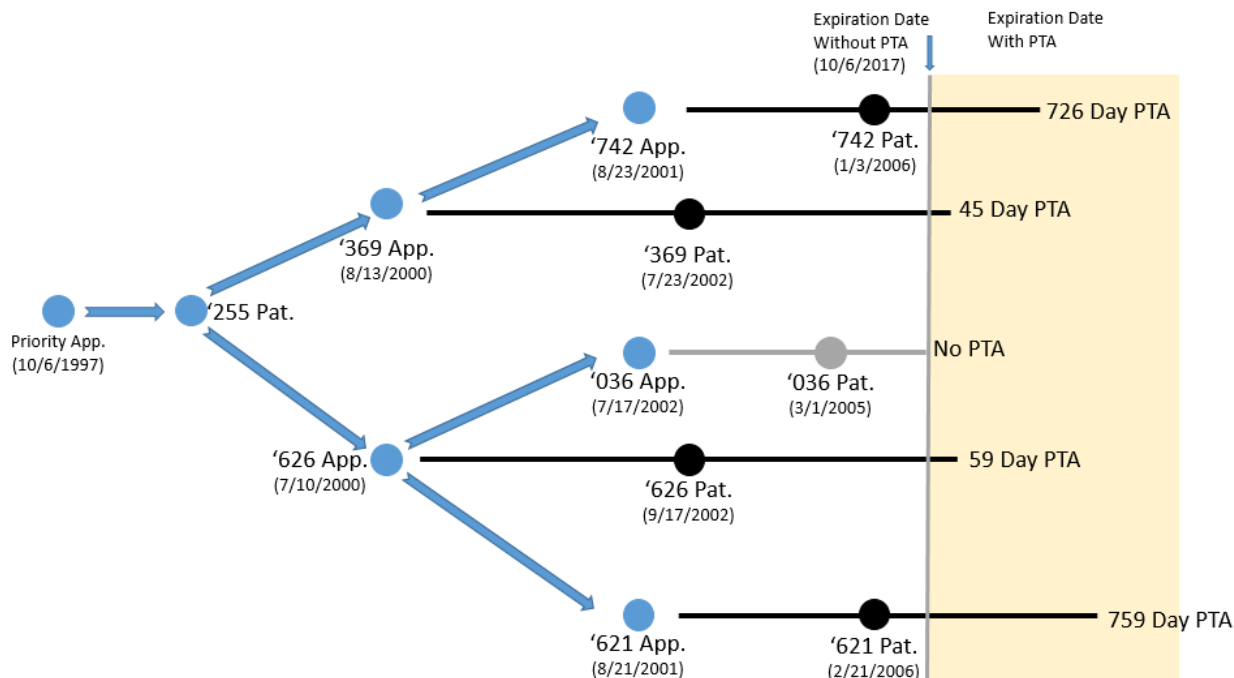 Expiration Date
Without PTA
(10/6/2017)
Expiration Date
With PTA
‘742 App.
(8/23/2001)
‘742 Pat.
(1/3/2006)
726 Day PTA
‘369 App.
(8/13/2000)
‘369 Pat.
(7/23/2002)
45 Day PTA
Priority App.
(10/6/1997)
‘255 Pat.
‘036 App.
(7/17/2002)
‘036 Pat.
(3/1/2005)
No PTA
‘626 App.
(7/10/2000)
‘626 Pat.
(9/17/2002)
59 Day PTA
‘621 App.
(8/21/2001)
‘621 Pat.
(2/21/2006)
759 Day PTA